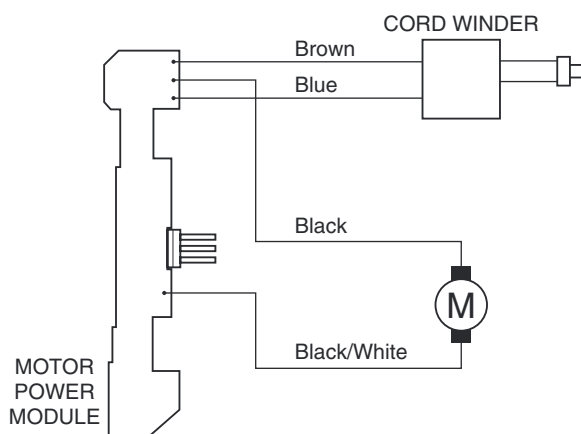 CORD WINDER
Brown
Blue
Black
M
Black/White
MOTOR
POWER
MODULE